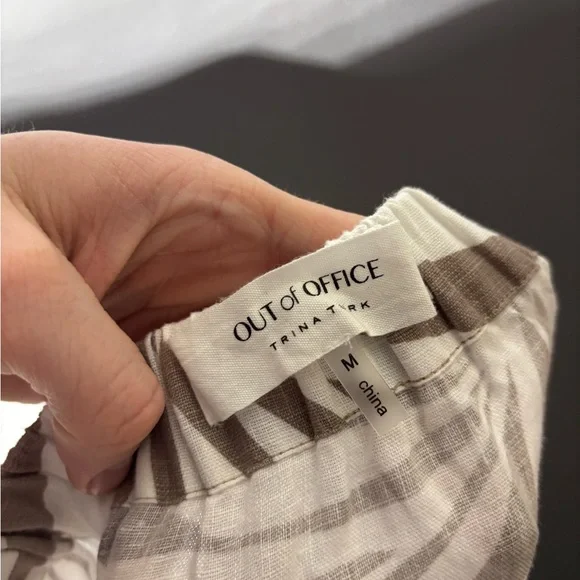 OUT of OFFICE
TRINA TURK
M
China